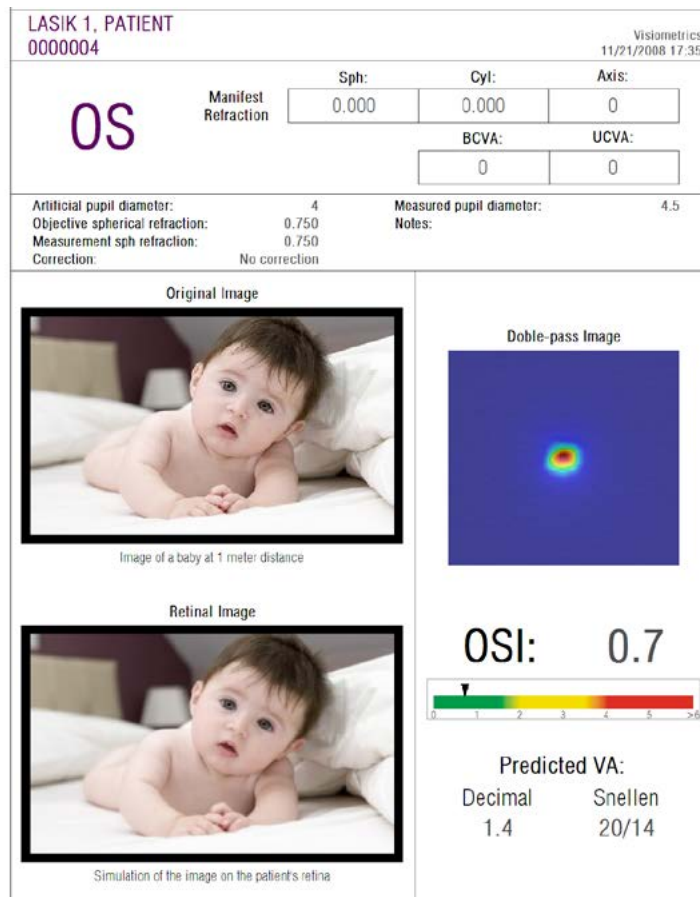 LASIK 1, PATIENT
0000004
Visiometrics
11/21/2008 17:35
OS
Manifest
Refraction
Sph: Cyl: Axis:
0.000 0.000 0
BCVA: UCVA:
0 0
Artificial pupil diameter: 4
Objective spherical refraction: 0.750
Measurement sph refraction: 0.750
Correction: No correction
Measured pupil diameter: 4.5
Notes:
Original Image
Image of a baby at 1 meter distance
Retinal Image
Simulation of the image on the patient's retina
Doble-pass Image
OSI: 0.7
0 1 2 3 4 5 >6
Predicted VA:
Decimal Snellen
1.4 20/14